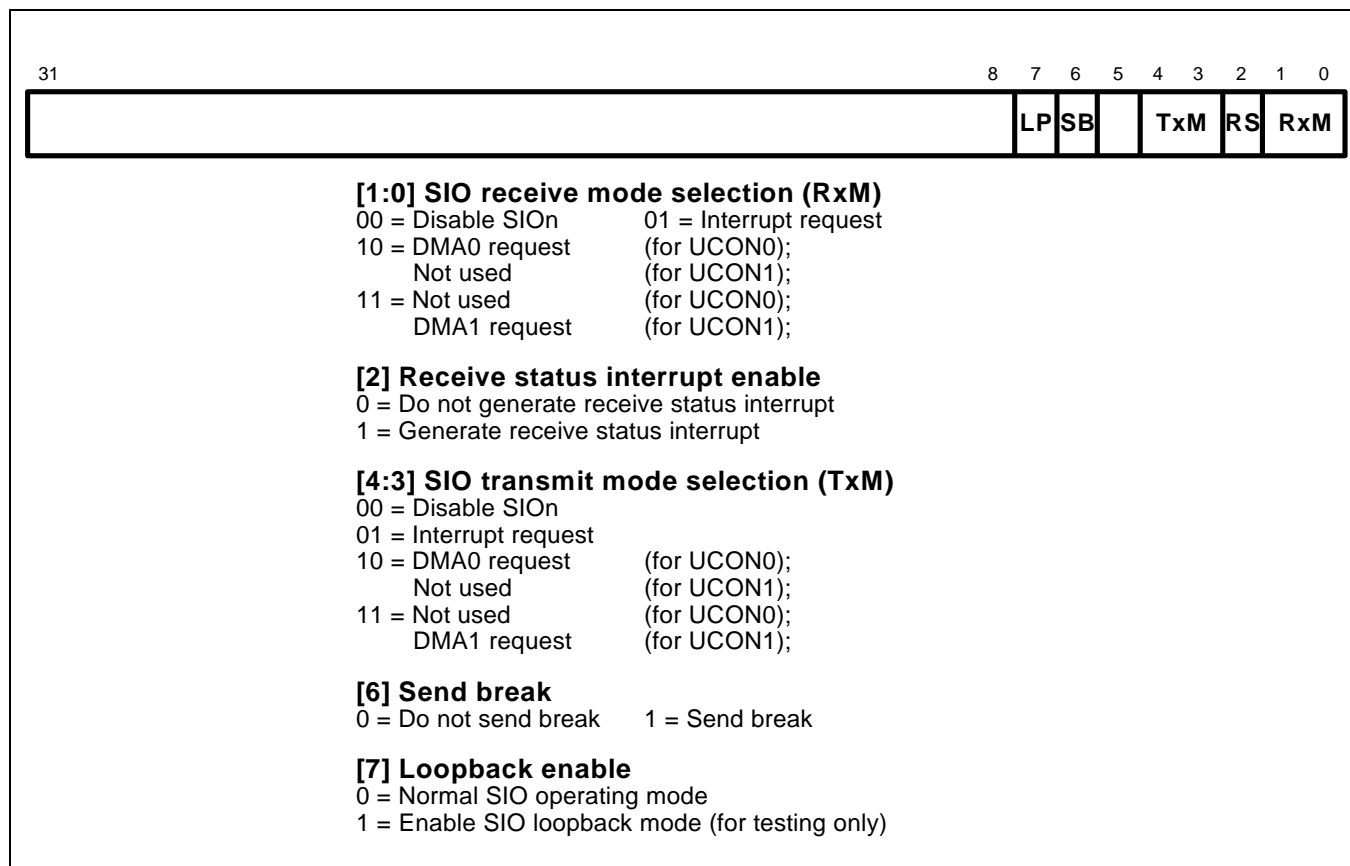 31 8 7 6 5 4 3 2 1 0
LP SB TxM RS RxM
[1:0] SIO receive mode selection (RxM)
00 = Disable SIOn 01 = Interrupt request
10 = DMA0 request (for UCON0);
Not used (for UCON1);
11 = Not used (for UCON0);
DMA1 request (for UCON1);
[2] Receive status interrupt enable
0 = Do not generate receive status interrupt
1 = Generate receive status interrupt
[4:3] SIO transmit mode selection (TxM)
00 = Disable SIOn
01 = Interrupt request
10 = DMA0 request (for UCON0);
Not used (for UCON1);
11 = Not used (for UCON0);
DMA1 request (for UCON1);
[6] Send break
0 = Do not send break 1 = Send break
[7] Loopback enable
0 = Normal SIO operating mode
1 = Enable SIO loopback mode (for testing only)